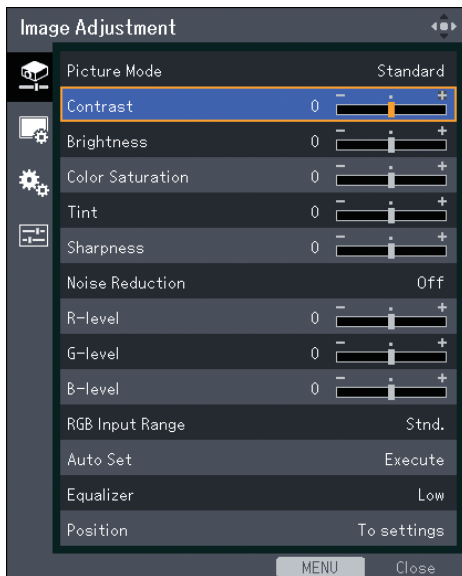 Image Adjustment
Picture Mode Standard
Contrast 0 - +
Brightness 0 - +
Color Saturation 0 - +
Tint 0 - +
Sharpness 0 - +
Noise Reduction Off
R-level 0 - +
G-level 0 - +
B-level 0 - +
RGB Input Range Stnd.
Auto Set Execute
Equalizer Low
Position To settings
MENU Close